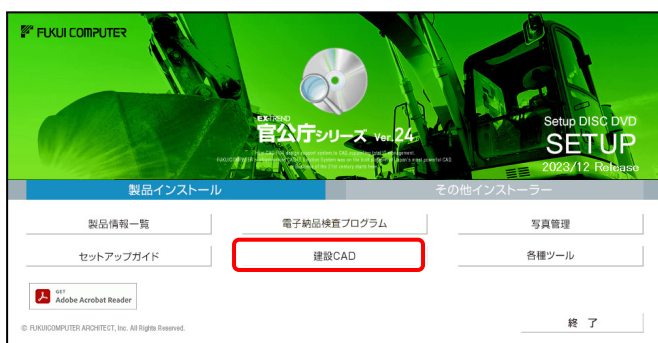 FUKUI COMPUTER
EX-TREND
官公庁シリーズ Ver.24
Setup DISC DVD
SETUP
2023/12 Release
製品インストール
その他インストーラー
製品情報一覧
電子納品検査プログラム
写真管理
セットアップガイド
建設CAD
各種ツール
GET
Adobe Acrobat Reader
© FUKUICOMPUTER ARCHITECT, Inc. All Rights Reserved.
終 了